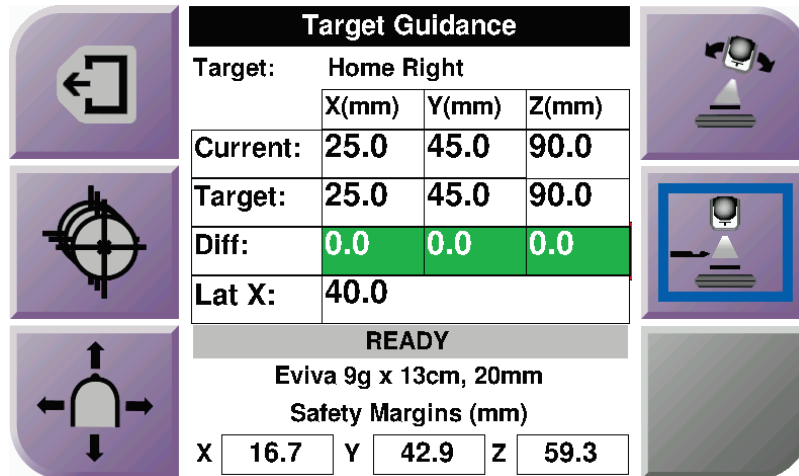 Target Guidance
Target: Home Right
X(mm) Y(mm) Z(mm)
Current: 25.0 45.0 90.0
Target: 25.0 45.0 90.0
Diff: 0.0 0.0 0.0
Lat X: 40.0
READY
Eviva 9g x 13cm, 20mm
Safety Margins (mm)
X 16.7 Y 42.9 Z 59.3